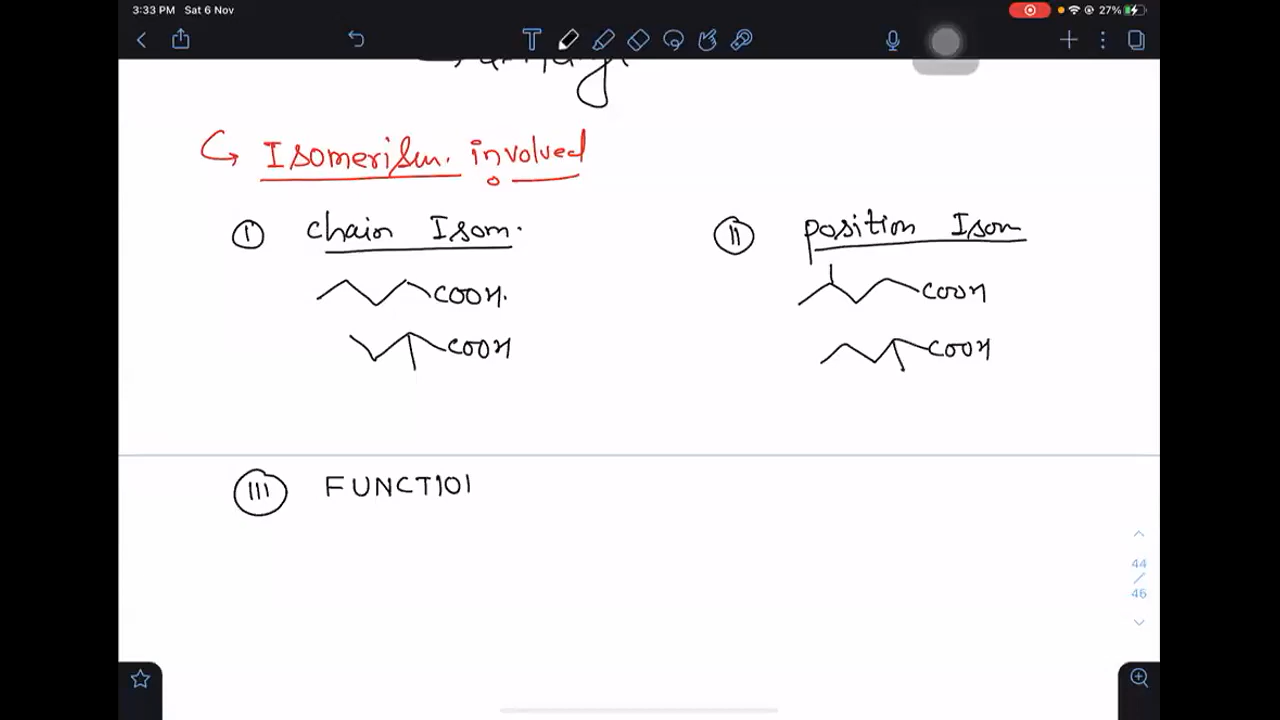 3:33 PM Sat 6 Nov 27%
T
Isomerism. involved
I chain Isom.
COOH.
COOH
II position Isom
COOH
COOH
III FUNCTIOI
44
/
46